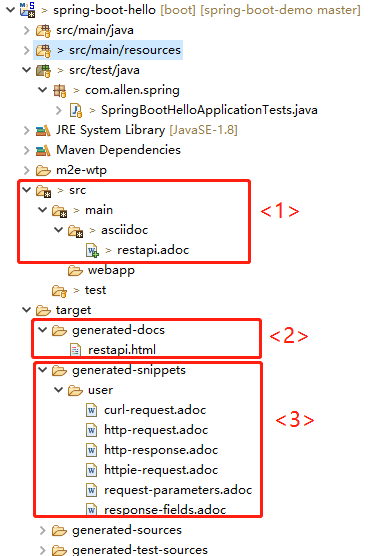 > spring-boot-hello [boot] [spring-boot-demo master]
> src/main/java
> src/main/resources
> src/test/java
> com.allen.spring
> SpringBootHelloApplicationTests.java
JRE System Library [JavaSE-1.8]
Maven Dependencies
m2e-wtp
> src
<1>
> main
> asciidoc
> restapi.adoc
webapp
> test
target
generated-docs
<2>
restapi.html
generated-snippets
user
curl-request.adoc
<3>
http-request.adoc
http-response.adoc
httpie-request.adoc
request-parameters.adoc
response-fields.adoc
generated-sources
generated-test-sources